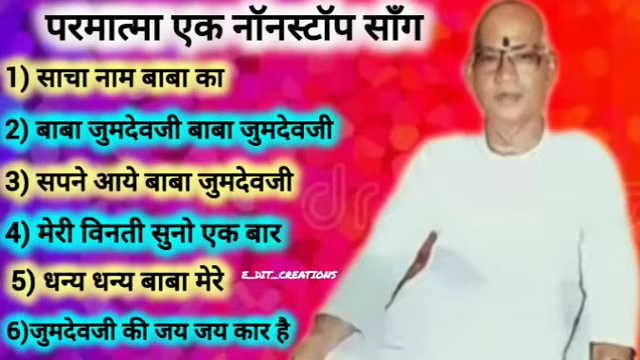 परमात्मा एक नॉनस्टॉप साँग
1) साचा नाम बाबा का
2) बाबा जुमदेवजी बाबा जुमदेवजी
3) सपने आये बाबा जुमदेवजी
4) मेरी विनती सुनो एक बार
5) धन्य धन्य बाबा मेरे
E_DIT_CREATIONS
6)जुमदेवजी की जय जय कार है